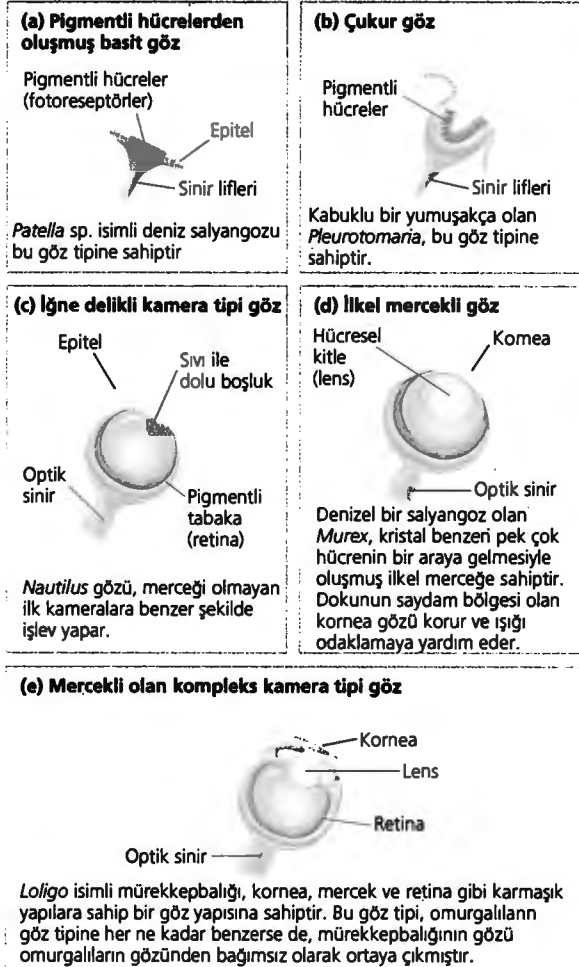 (a) Pigmentli hücrelerden
oluşmuş basit göz
Pigmentli hücreler
(fotoreseptörler)
Epitel
Sinir lifleri
Patella sp. isimli deniz salyangozu
bu göz tipine sahiptir
(b) Çukur göz
Pigmentli
hücreler
Sinir lifleri
Kabuklu bir yumuşakça olan
Pleurotomaria, bu göz tipine
sahiptir.
(c) İğne delikli kamera tipi göz
Epitel
Sıvı ile
dolu boşluk
Optik
sinir
Pigmentli
tabaka
(retina)
Nautilus gözü, merceği olmayan
ilk kameralara benzer şekilde
işlev yapar.
(d) İlkel mercekli göz
Hücresel
kitle
(lens)
Kornea
Optik sinir
Denizel bir salyangoz olan
Murex, kristal benzeri pek çok
hücrenin bir araya gelmesiyle
oluşmuş ilkel merceğe sahiptir.
Dokunun saydam bölgesi olan
kornea gözü korur ve ışığı
odaklamaya yardım eder.
(e) Mercekli olan kompleks kamera tipi göz
Kornea
Lens
Retina
Optik sinir
Loligo isimli mürekkepbalığı, kornea, mercek ve retina gibi karmaşık
yapılara sahip bir göz yapısına sahiptir. Bu göz tipi, omurgalıların
göz tipine her ne kadar benzerse de, mürekkepbalığının gözü
omurgalıların gözünden bağımsız olarak ortaya çıkmıştır.